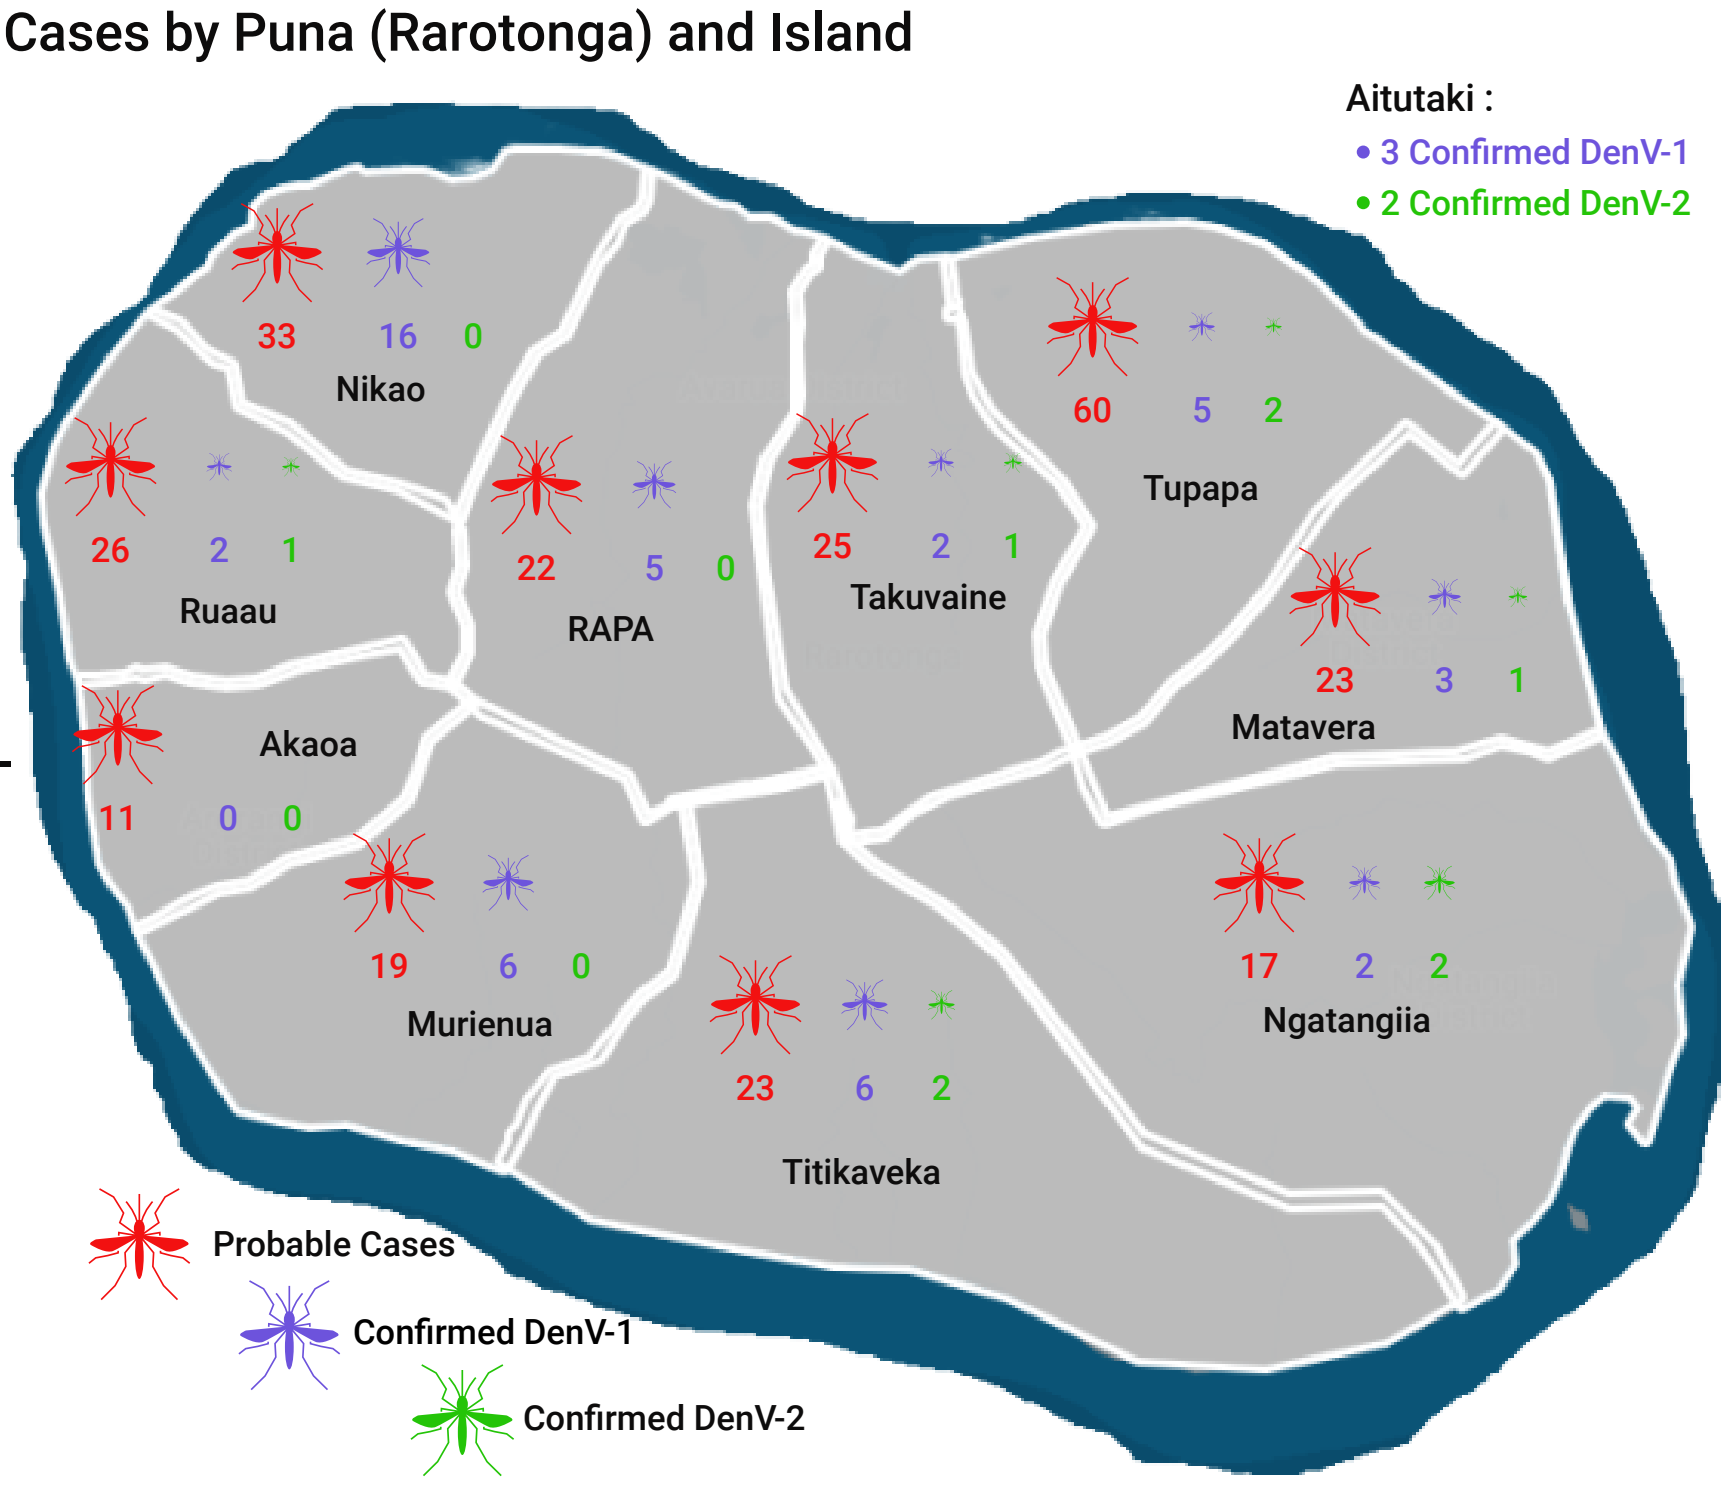 Cases by Puna (Rarotonga) and Island
Aitutaki :
• 3 Confirmed DenV-1
• 2 Confirmed DenV-2
33 16 0
Nikao
60 5 2
Tupapa
26 2 1
Ruaau
22 5 0
RAPA
25 2 1
Takuvaine
23 3 1
Matavera
Rarotonga
Akaoa
11 0 0
19 6 0
Murienua
17 2 2
Ngatangiia
23 6 2
Titikaveka
Probable Cases
Confirmed DenV-1
Confirmed DenV-2